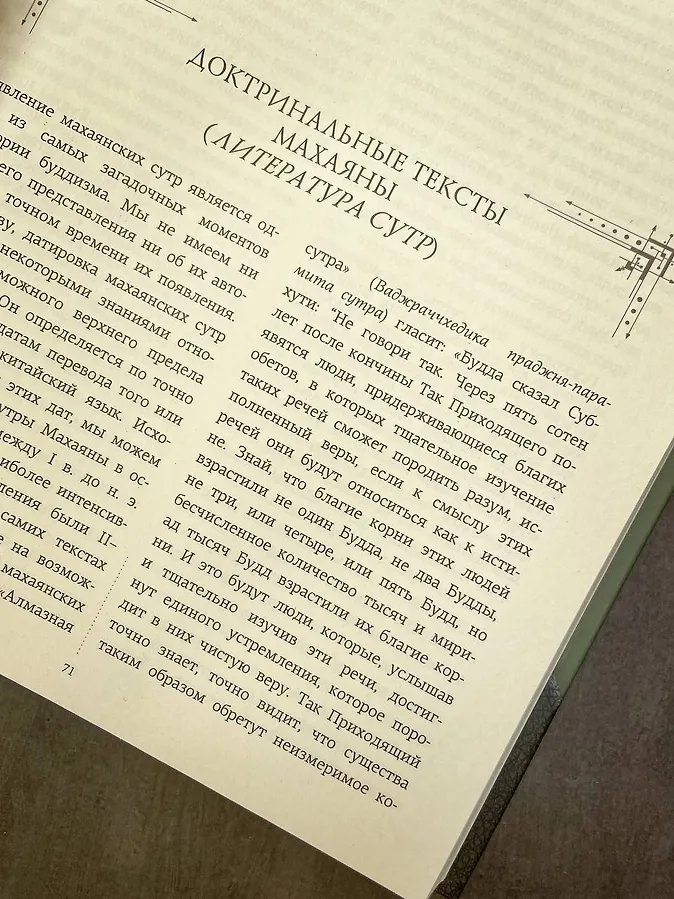 ДОКТРИНАЛЬНЫЕ ТЕКСТЫ
МАХАЯНЫ
(ЛИТЕРАТУРА СУТР)
явление махаянских сутр является од-
из самых загадочных моментов
ории буддизма. Мы не имеем ни
его представления ни об их авто-
точном времени их появления.
ву, датировка махаянских сутр
некоторыми знаниями отно-
можного верхнего предела
Он определяется по точно
датам перевода того или
китайский язык. Исхо-
этих дат, мы можем
утры Махаяны в ос-
между I в. до н. э.
иболее интенсив-
ления были II–
самих текстах
е на возмож-
махаянских
«Алмазная
сутра» (Ваджраччхедика праджня-пара-
мита сутра) гласит: «Будда сказал Суб-
хути: “Не говори так. Через пять сотен
лет после кончины Так Приходящего по-
явятся люди, придерживающиеся благих
обетов, в которых тщательное изучение
таких речей сможет породить разум, ис-
полненный веры, если к смыслу этих
речей они будут относиться как к исти-
не. Знай, что благие корни этих людей
взрастили не один Будда, не два Будды,
не три, или четыре, или пять Будд, но
бесчисленное количество тысяч и мири-
ад тысяч Будд взрастили их благие кор-
ни. И это будут люди, которые, услышав
и тщательно изучив эти речи, достиг-
нут единого устремления, которое поро-
дит в них чистую веру. Так Приходящий
точно знает, точно видит, что существа
таким образом обретут неизмеримое ко-
71